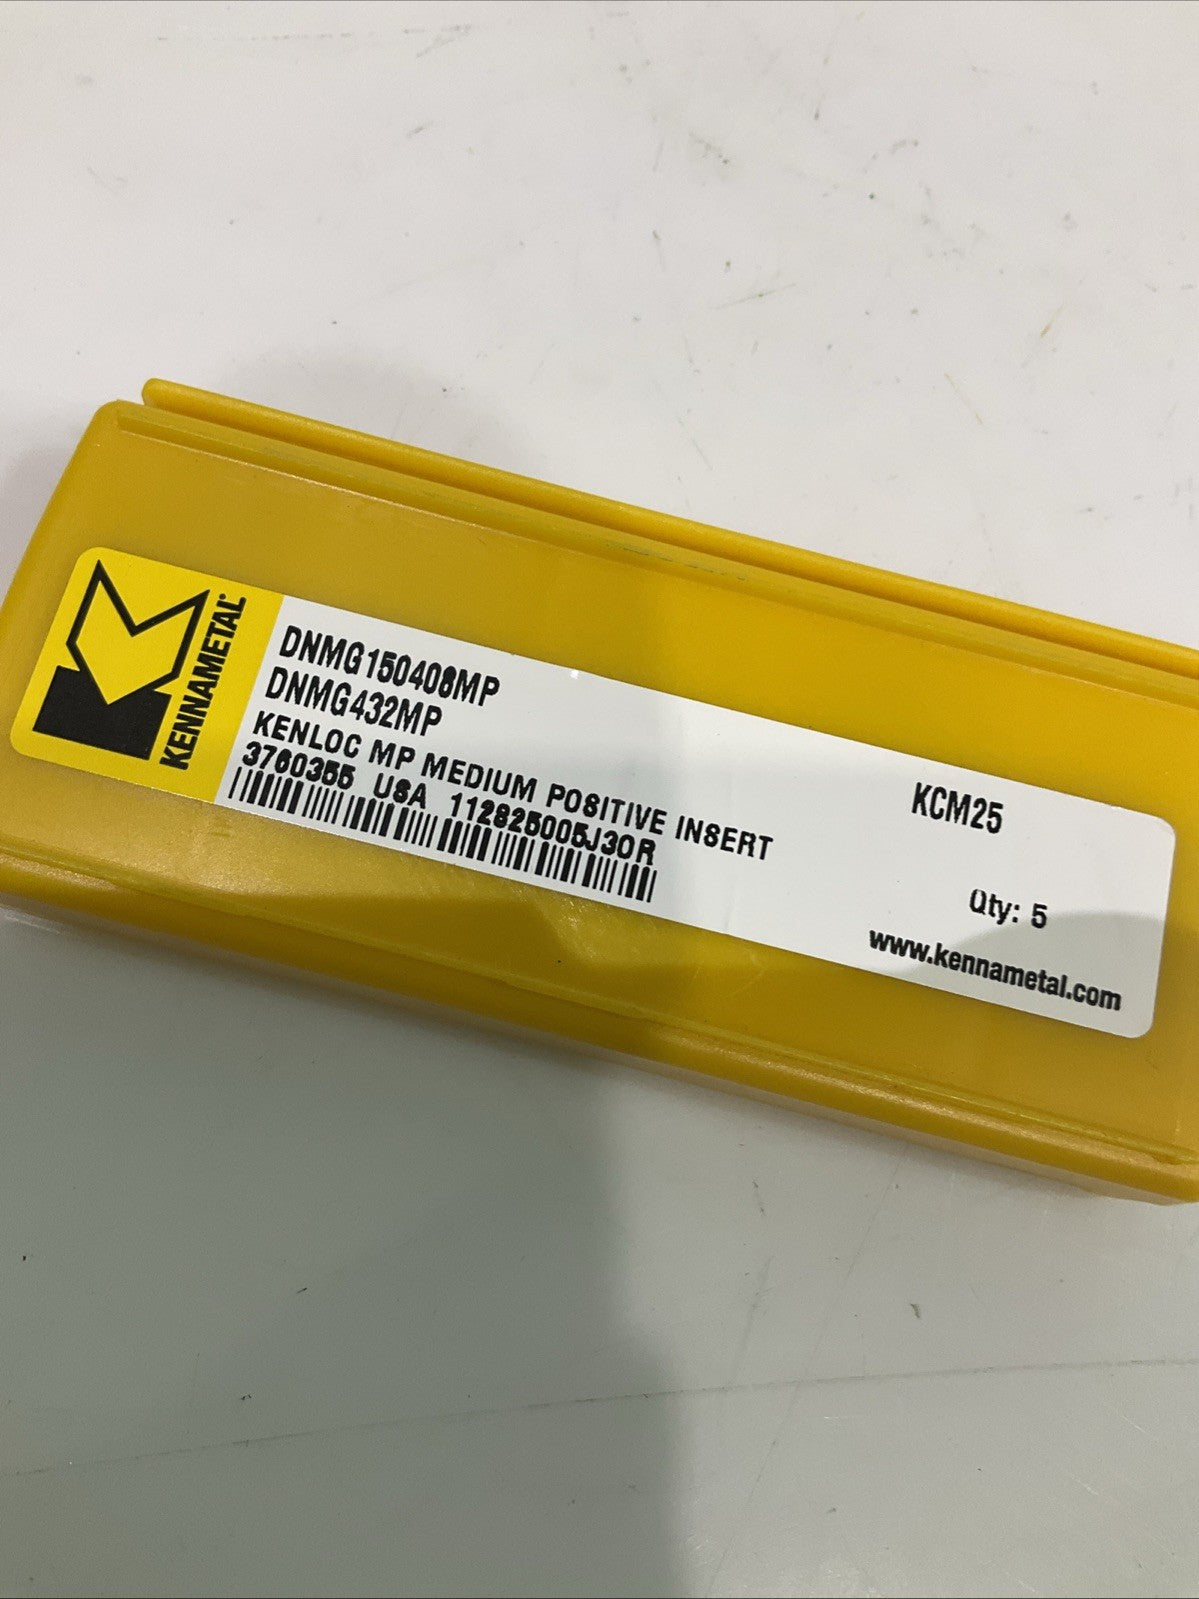 KENNAMETAL
DNMG150408MP
DNMG432MP
KENLOC MP MEDIUM POSITIVE INSERT
3760355 USA 112825005J30R
KCM25
Qty: 5
www.kennametal.com